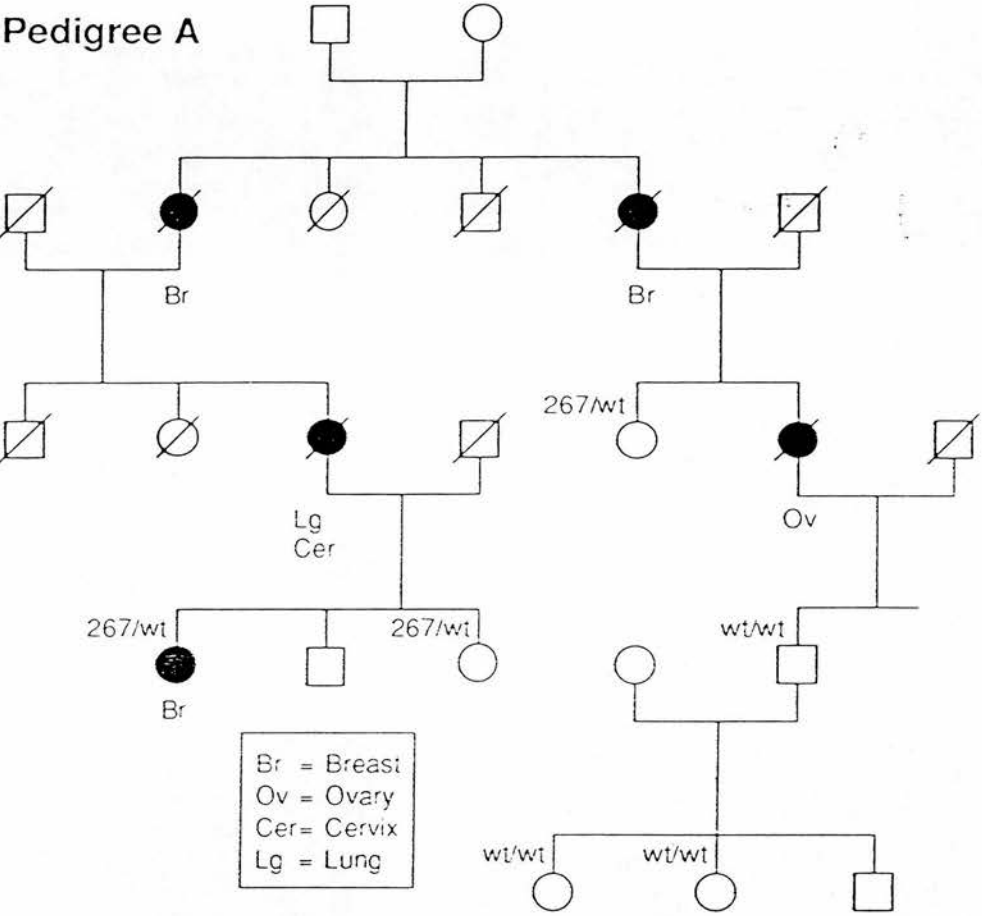 Pedigree A
Br
Br
267/wt
Lg
Cer
Ov
267/wt
267/wt
wt/wt
Br
Br = Breast
Ov = Ovary
Cer= Cervix
Lg = Lung
wt/wt
wt/wt